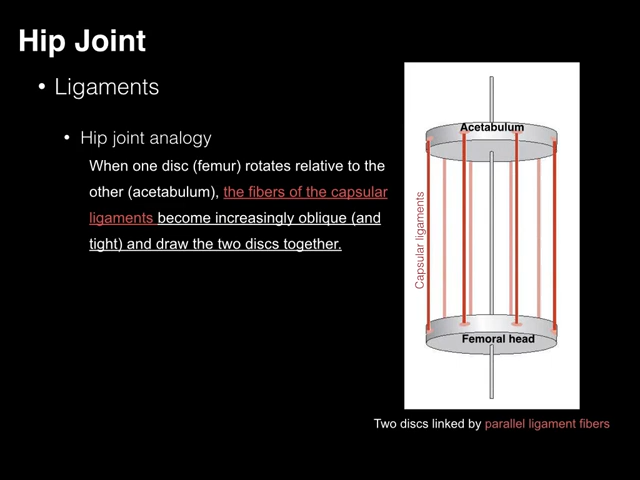 Hip Joint
• Ligaments
• Hip joint analogy
When one disc (femur) rotates relative to the
other (acetabulum), the fibers of the capsular
ligaments become increasingly oblique (and
tight) and draw the two discs together.
Acetabulum
Capsular ligaments
Femoral head
Two discs linked by parallel ligament fibers